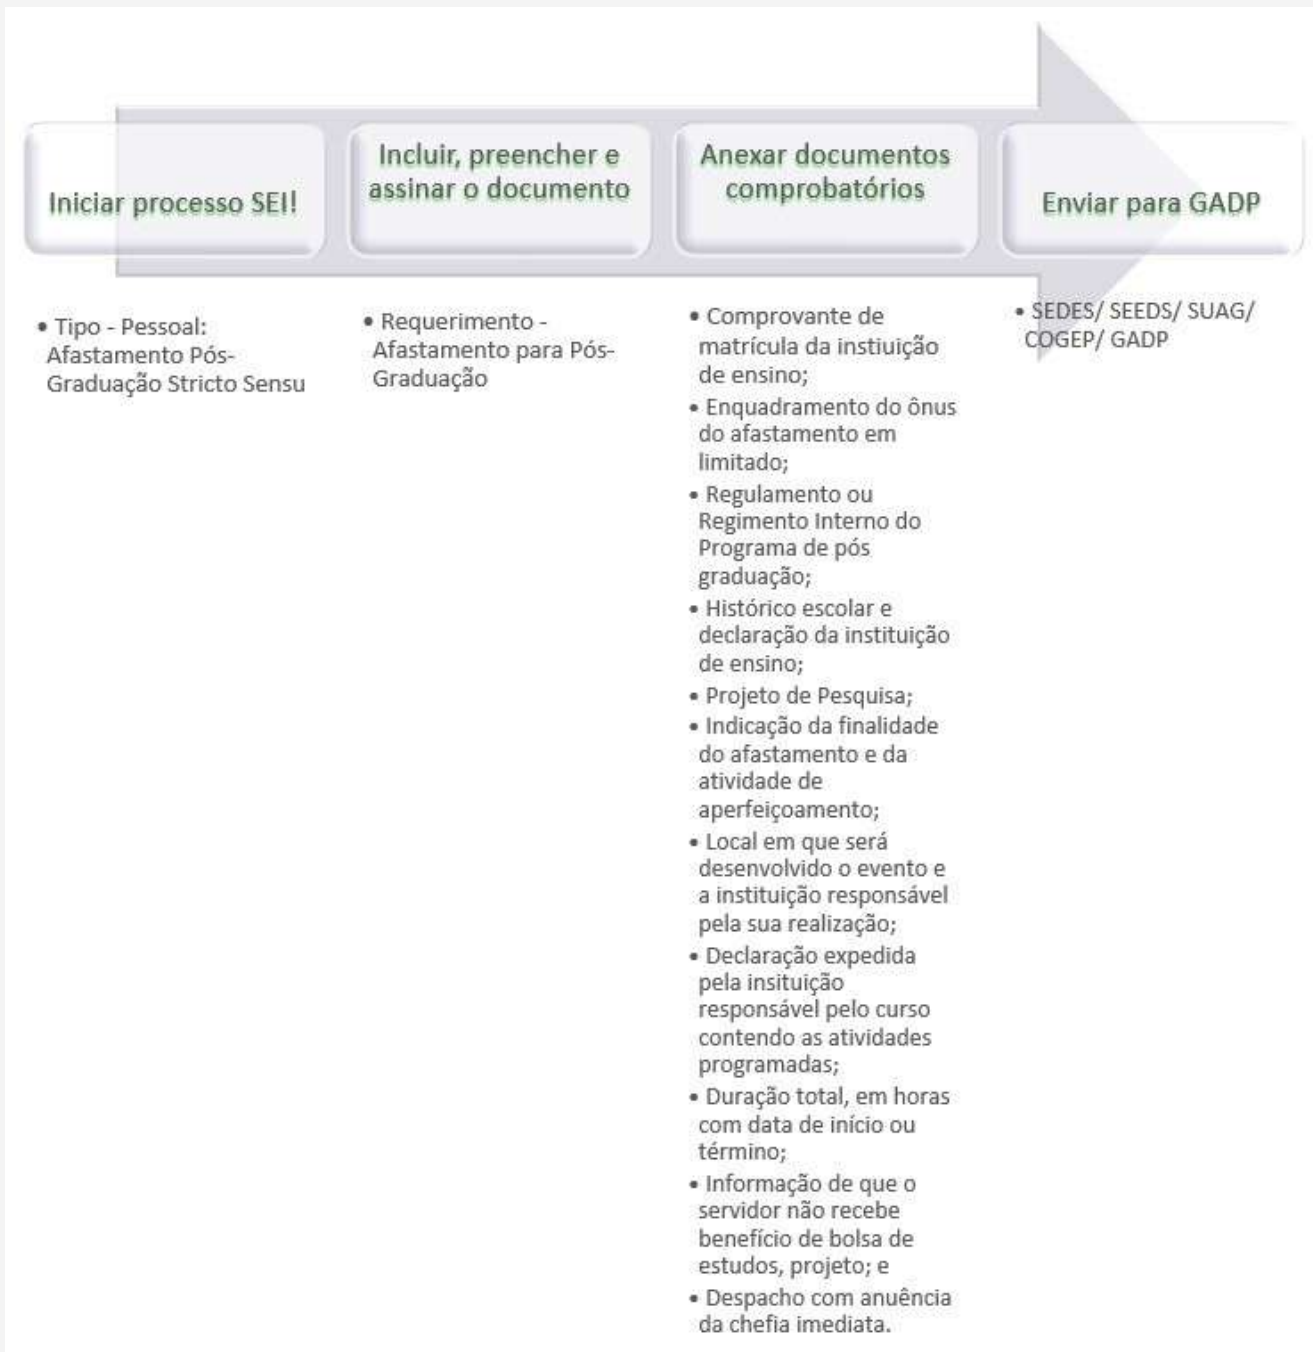 Iniciar processo SEI!
Incluir, preencher e
assinar o documento
Anexar documentos
comprobatórios
Enviar para GADP
• Tipo - Pessoal:
Afastamento Pós-
Graduação Stricto Sensu
• Requerimento -
Afastamento para Pós-
Graduação
• Comprovante de
matrícula da instiuição
de ensino;
• Enquadramento do ônus
do afastamento em
limitado;
• Regulamento ou
Regimento Interno do
Programa de pós
graduação;
• Histórico escolar e
declaração da instituição
de ensino;
• Projeto de Pesquisa;
• Indicação da finalidade
do afastamento e da
atividade de
aperfeiçoamento;
• Local em que será
desenvolvido o evento e
a instituição responsável
pela sua realização;
• Declaração expedida
pela insituição
responsável pelo curso
contendo as atividades
programadas;
• Duração total, em horas
com data de início ou
término;
• Informação de que o
servidor não recebe
benefício de bolsa de
estudos, projeto; e
• Despacho com anuência
da chefia imediata.
• SEDES/ SEEDS/ SUAG/
COGEP/ GADP